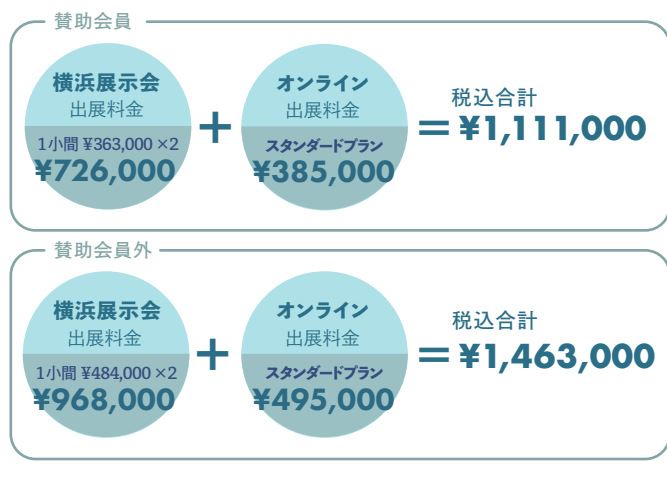 賛助会員
横浜展示会
出展料金
1小間 ¥363,000 ×2
¥726,000
+
オンライン
出展料金
スタンダードプラン
¥385,000
=
税込合計
¥1,111,000
賛助会員外
横浜展示会
出展料金
1小間 ¥484,000 ×2
¥968,000
+
オンライン
出展料金
スタンダードプラン
¥495,000
=
税込合計
¥1,463,000